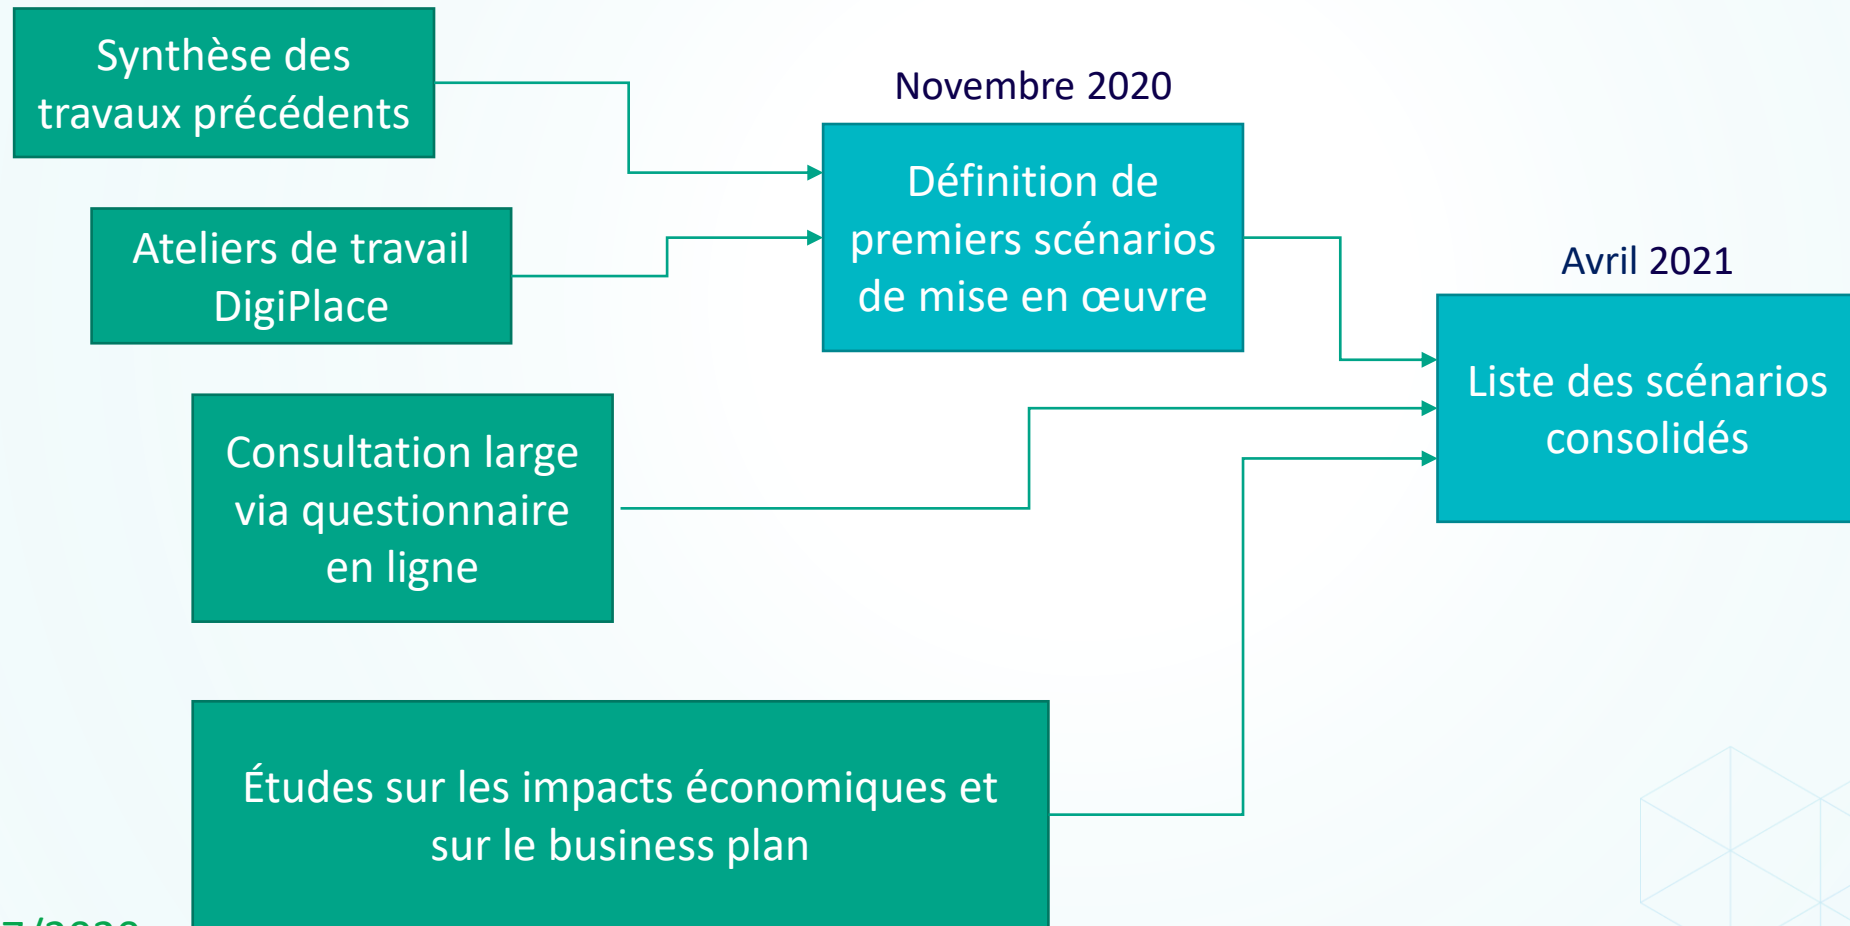 Synthèse des
travaux précédents
Novembre 2020
Ateliers de travail
DigiPlace
Définition de
premiers scénarios
de mise en œuvre
Avril 2021
Liste des scénarios
consolidés
Consultation large
via questionnaire
en ligne
Études sur les impacts économiques et
sur le business plan